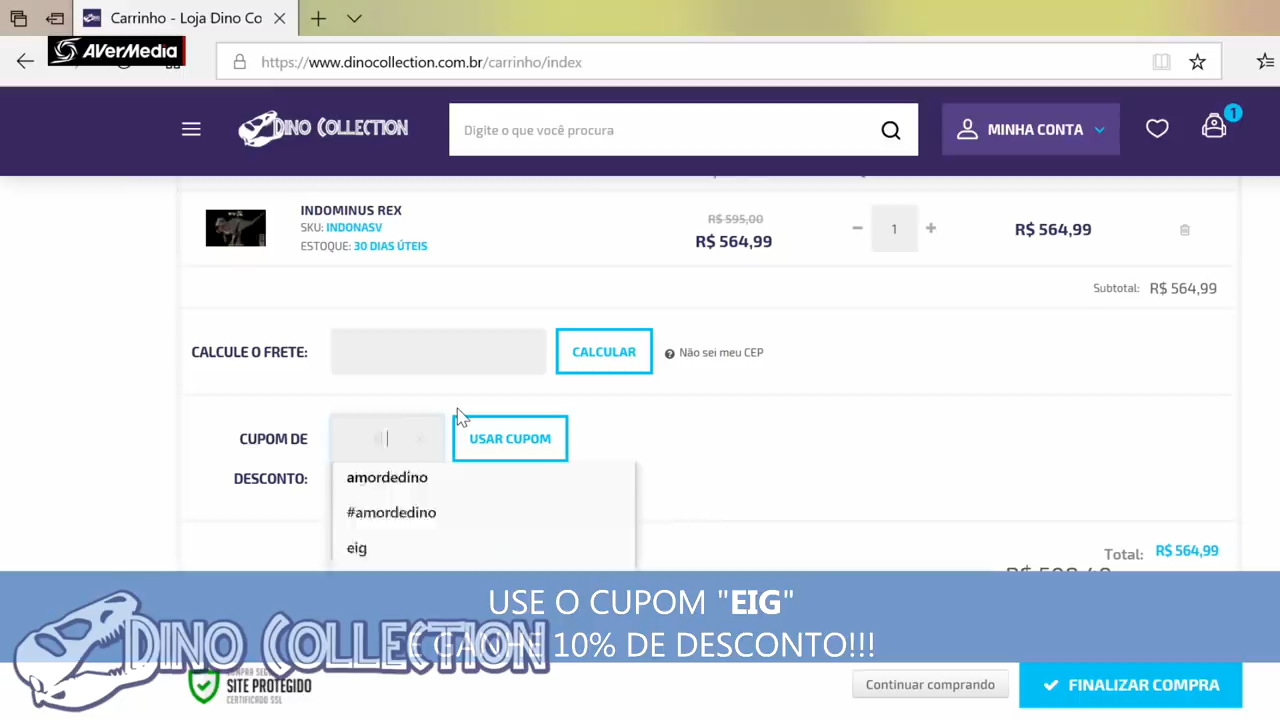 Carrinho - Loja Dino Co
AVerMedia
https://www.dinocollection.com.br/carrinho/index
DINO COLLECTION
Digite o que você procura
MINHA CONTA
1
INDOMINUS REX
SKU: INDONASV
ESTOQUE: 30 DIAS ÚTEIS
R$ 595,00
R$ 564,99
1
R$ 564,99
Subtotal: R$ 564,99
CALCULE O FRETE:
CALCULAR
Não sei meu CEP
CUPOM DE
DESCONTO:
USAR CUPOM
amordedino
#amordedino
eig
Total: R$ 564,99
USE O CUPOM "EIG"
E GANHE 10% DE DESCONTO!!!
DINO COLLECTION
SITE PROTEGIDO
CERTIFICADO SSL
Continuar comprando
FINALIZAR COMPRA